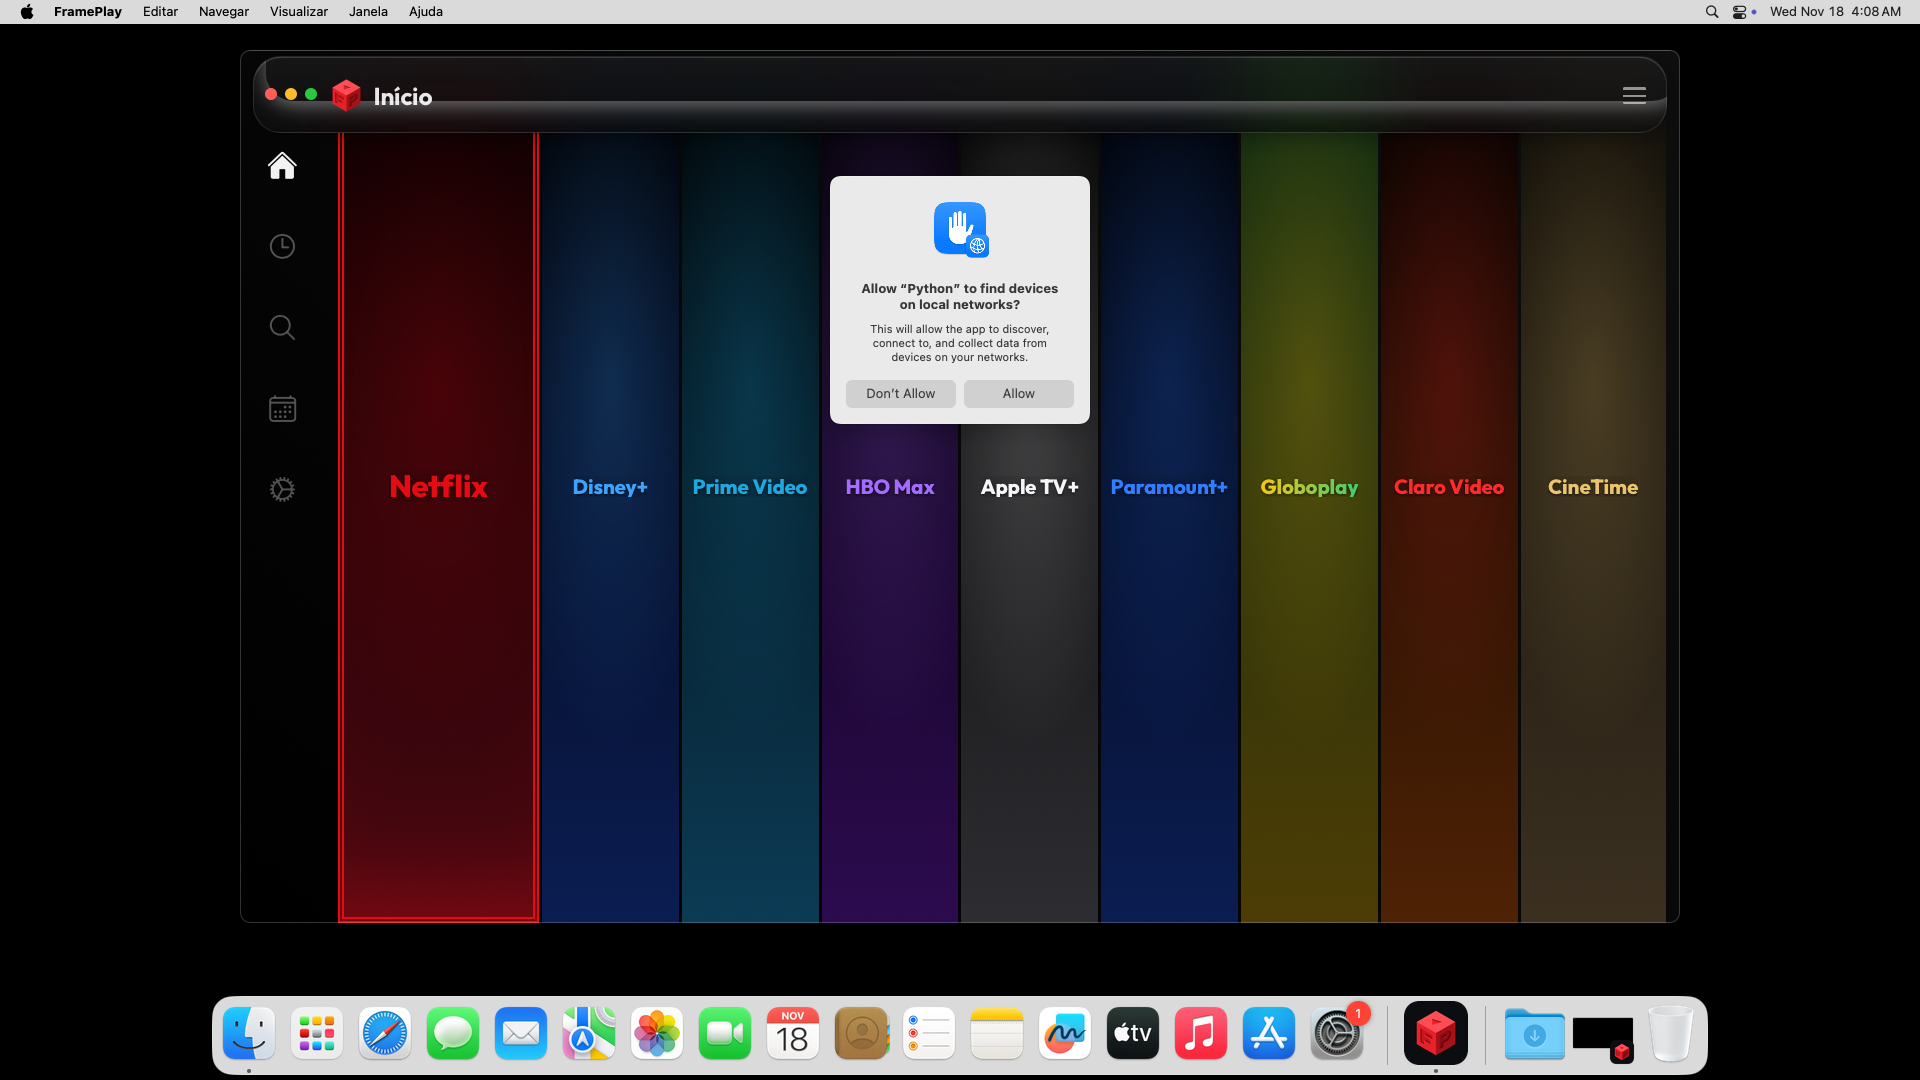 FramePlay Editar Navegar Visualizar Janela Ajuda Wed Nov 18 4:08 AM
Início
Allow “Python” to find devices
on local networks?
This will allow the app to discover,
connect to, and collect data from
devices on your networks.
Don’t Allow Allow
Netflix Disney+ Prime Video HBO Max Apple TV+ Paramount+ Globoplay Claro Video CineTime
NOV
18
tv
1